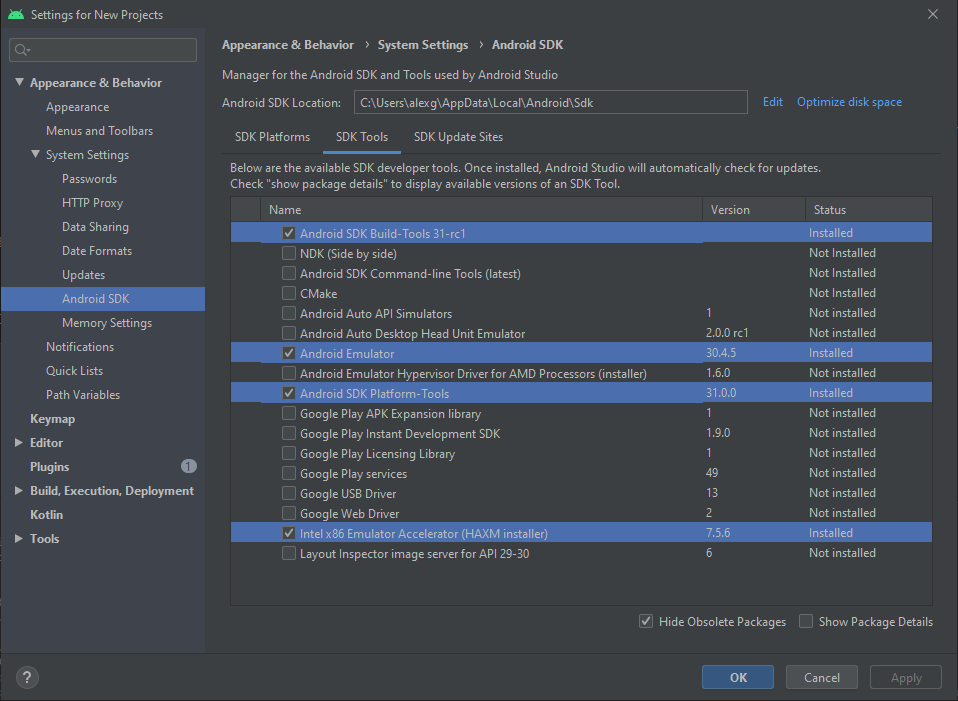 Settings for New Projects
Appearance & Behavior
Appearance
Menus and Toolbars
System Settings
Passwords
HTTP Proxy
Data Sharing
Date Formats
Updates
Android SDK
Memory Settings
Notifications
Quick Lists
Path Variables
Keymap
Editor
Plugins 1
Build, Execution, Deployment
Kotlin
Tools
Appearance & Behavior › System Settings › Android SDK
Manager for the Android SDK and Tools used by Android Studio
Android SDK Location: C:\Users\alexg\AppData\Local\Android\Sdk Edit Optimize disk space
SDK Platforms SDK Tools SDK Update Sites
Below are the available SDK developer tools. Once installed, Android Studio will automatically check for updates.
Check "show package details" to display available versions of an SDK Tool.
Name Version Status
Android SDK Build-Tools 31-rc1 Installed
NDK (Side by side) Not Installed
Android SDK Command-line Tools (latest) Not Installed
CMake Not Installed
Android Auto API Simulators 1 Not installed
Android Auto Desktop Head Unit Emulator 2.0.0 rc1 Not installed
Android Emulator 30.4.5 Installed
Android Emulator Hypervisor Driver for AMD Processors (installer) 1.6.0 Not installed
Android SDK Platform-Tools 31.0.0 Installed
Google Play APK Expansion library 1 Not installed
Google Play Instant Development SDK 1.9.0 Not installed
Google Play Licensing Library 1 Not installed
Google Play services 49 Not installed
Google USB Driver 13 Not installed
Google Web Driver 2 Not installed
Intel x86 Emulator Accelerator (HAXM installer) 7.5.6 Installed
Layout Inspector image server for API 29-30 6 Not installed
Hide Obsolete Packages Show Package Details
? OK Cancel Apply